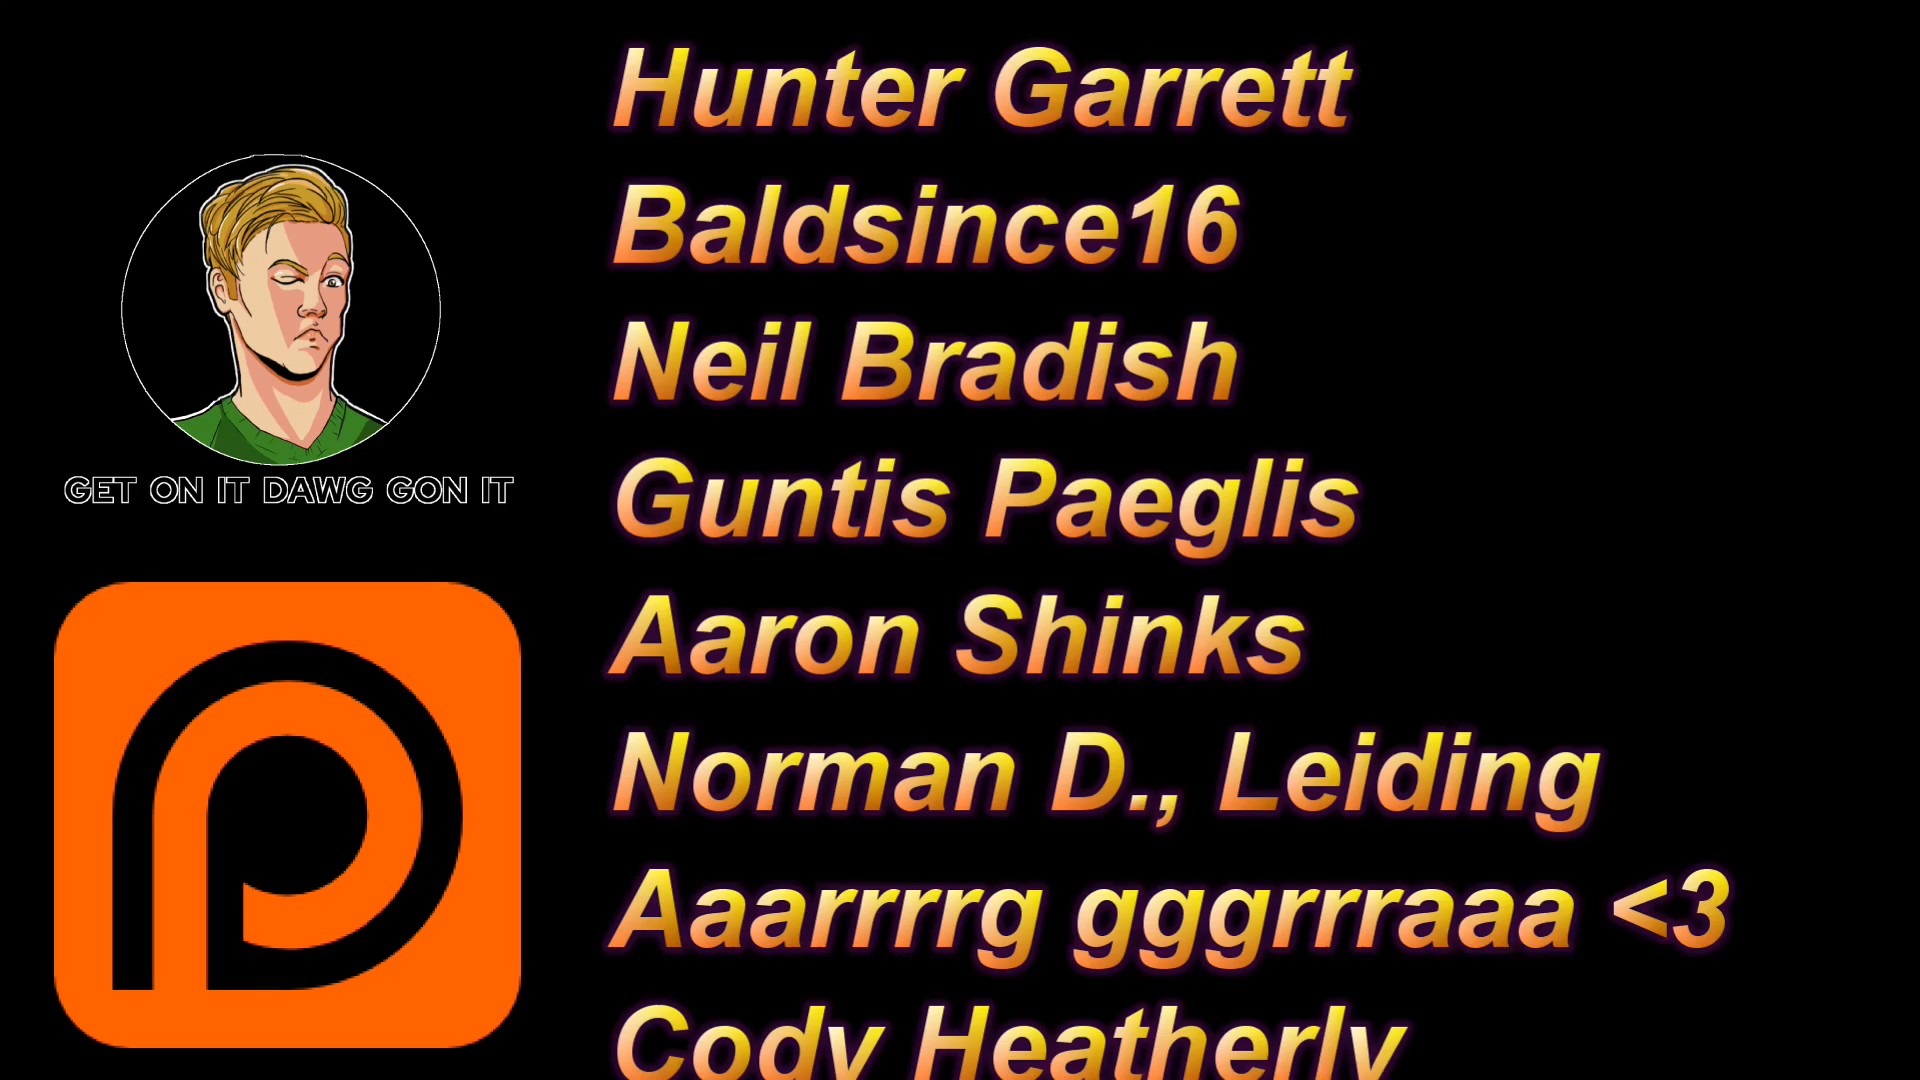 Hunter Garrett
Baldsince16
Neil Bradish
GET ON IT DAWG GON IT
Guntis Paeglis
Aaron Shinks
Norman D., Leiding
Aaarrrrrg gggrrraaa <3
Cody Heatherly